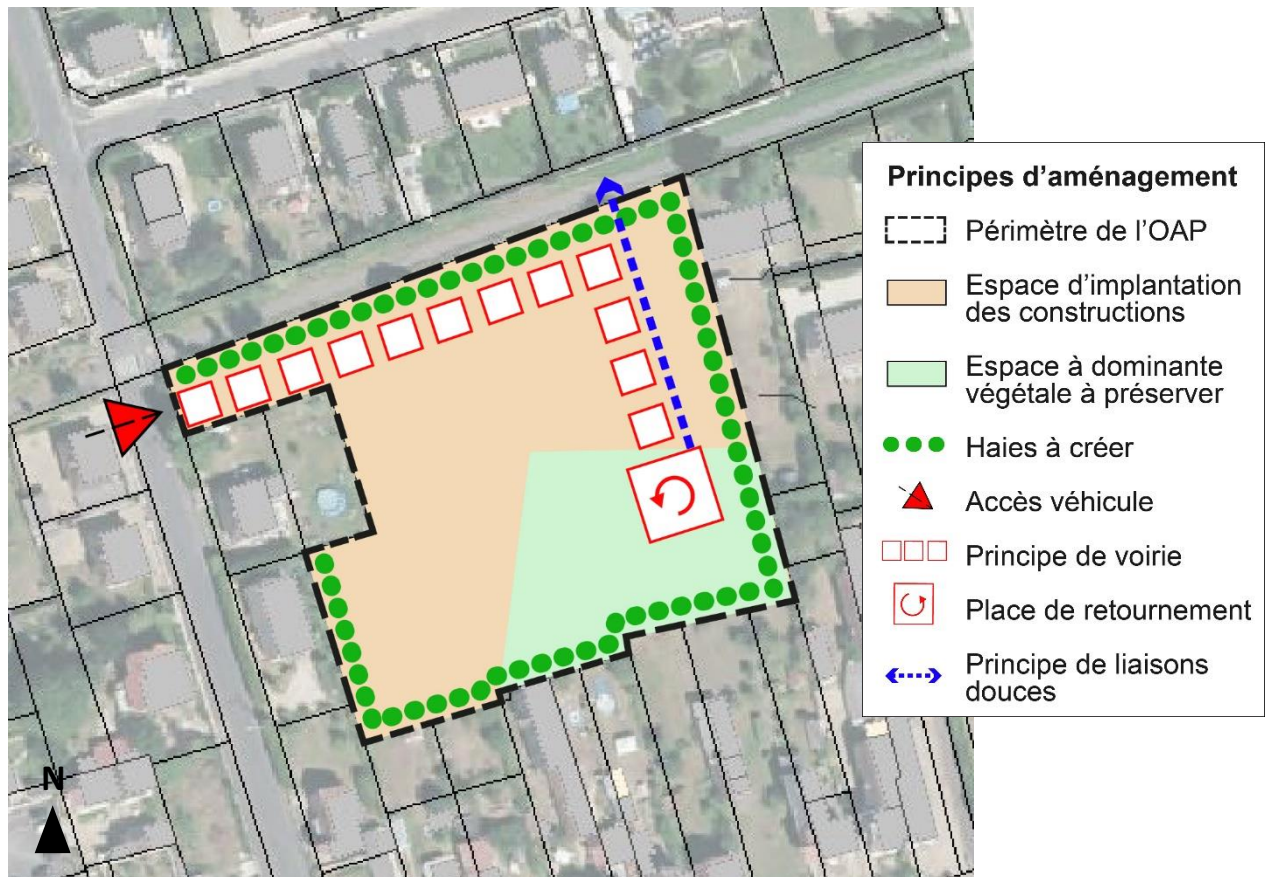 Principes d’aménagement
Périmètre de l’OAP
Espace d’implantation
des constructions
Espace à dominante
végétale à préserver
Haies à créer
Accès véhicule
Principe de voirie
Place de retournement
Principe de liaisons
douces
N